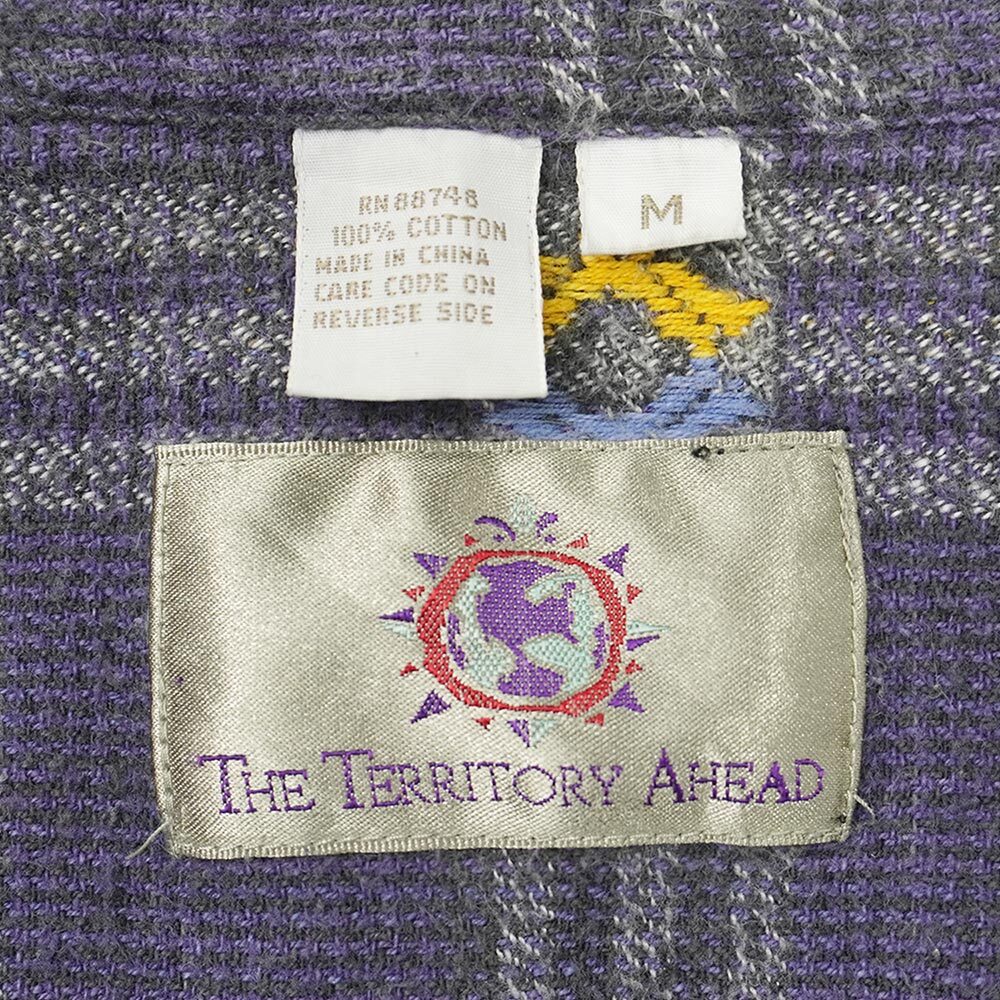 RN 88748
100% COTTON
MADE IN CHINA
CARE CODE ON
REVERSE SIDE
M
THE TERRITORY AHEAD